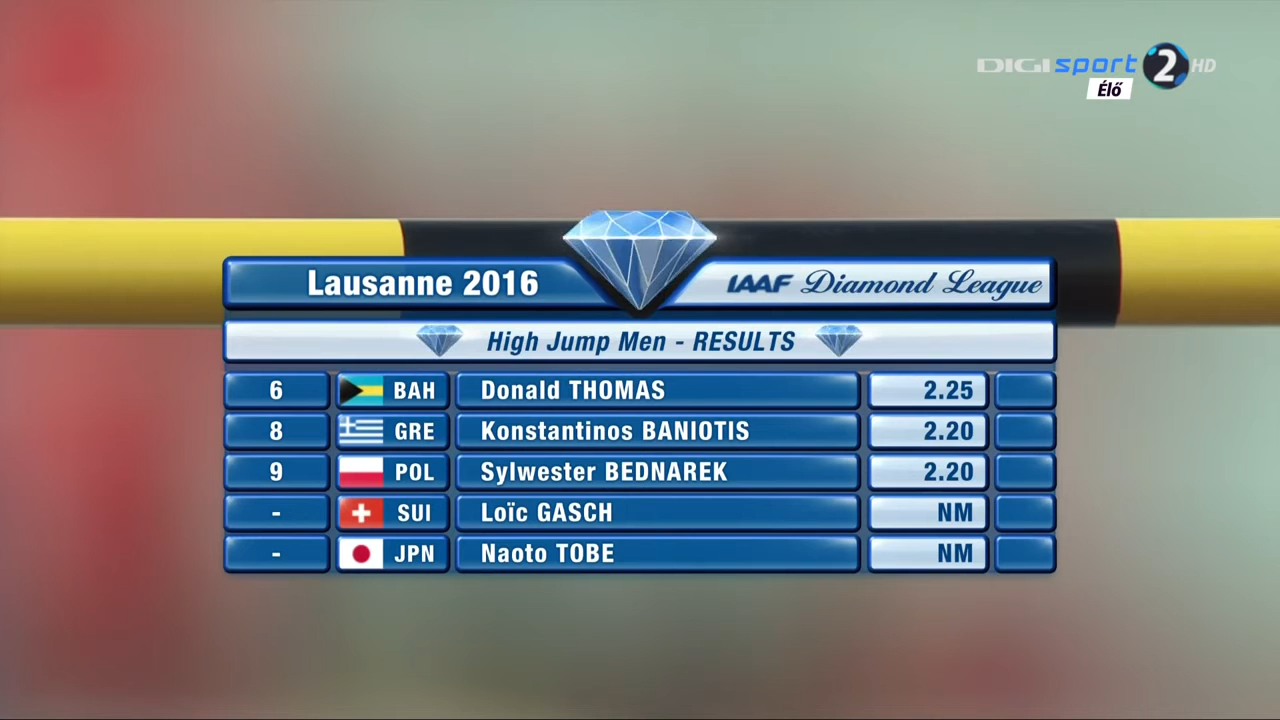 DIGI sport 2 HD
Élő
Lausanne 2016
IAAF Diamond League
High Jump Men - RESULTS
6 BAH Donald THOMAS 2.25
8 GRE Konstantinos BANIOTIS 2.20
9 POL Sylwester BEDNAREK 2.20
- SUI Loïc GASCH NM
- JPN Naoto TOBE NM